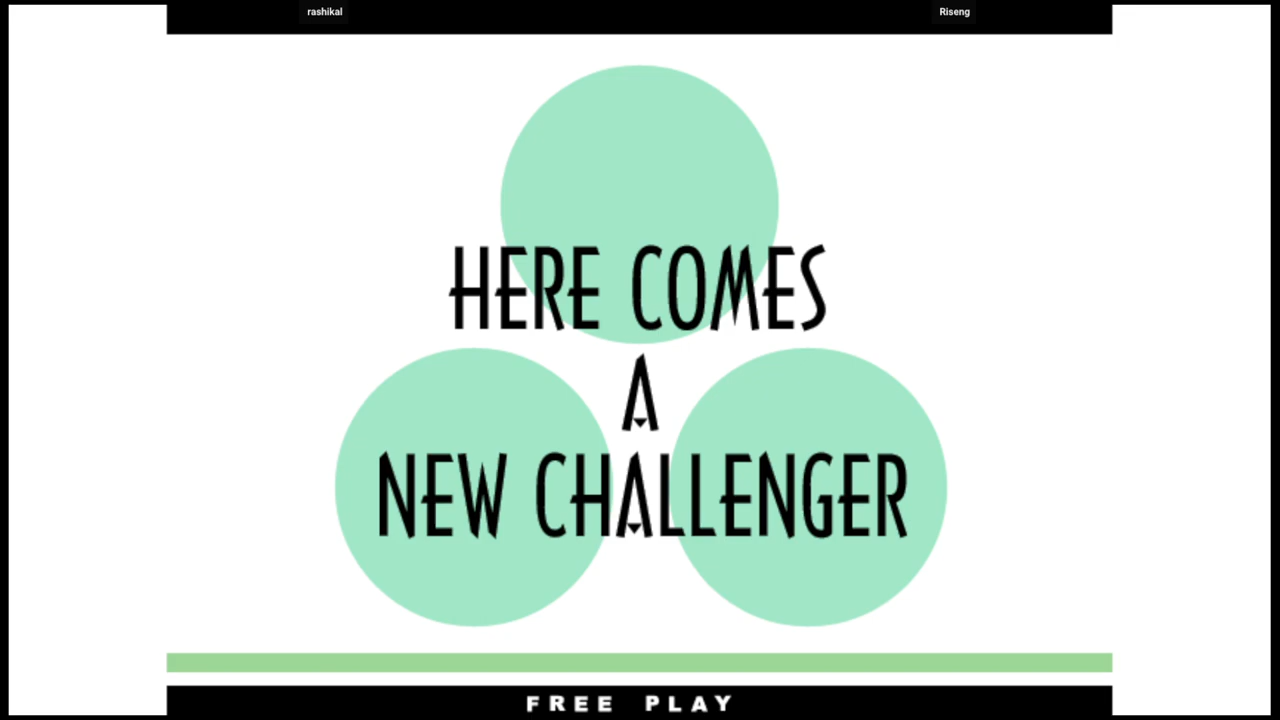 rashikal
Riseng
HERE COMES
A
NEW CHALLENGER
FREE PLAY